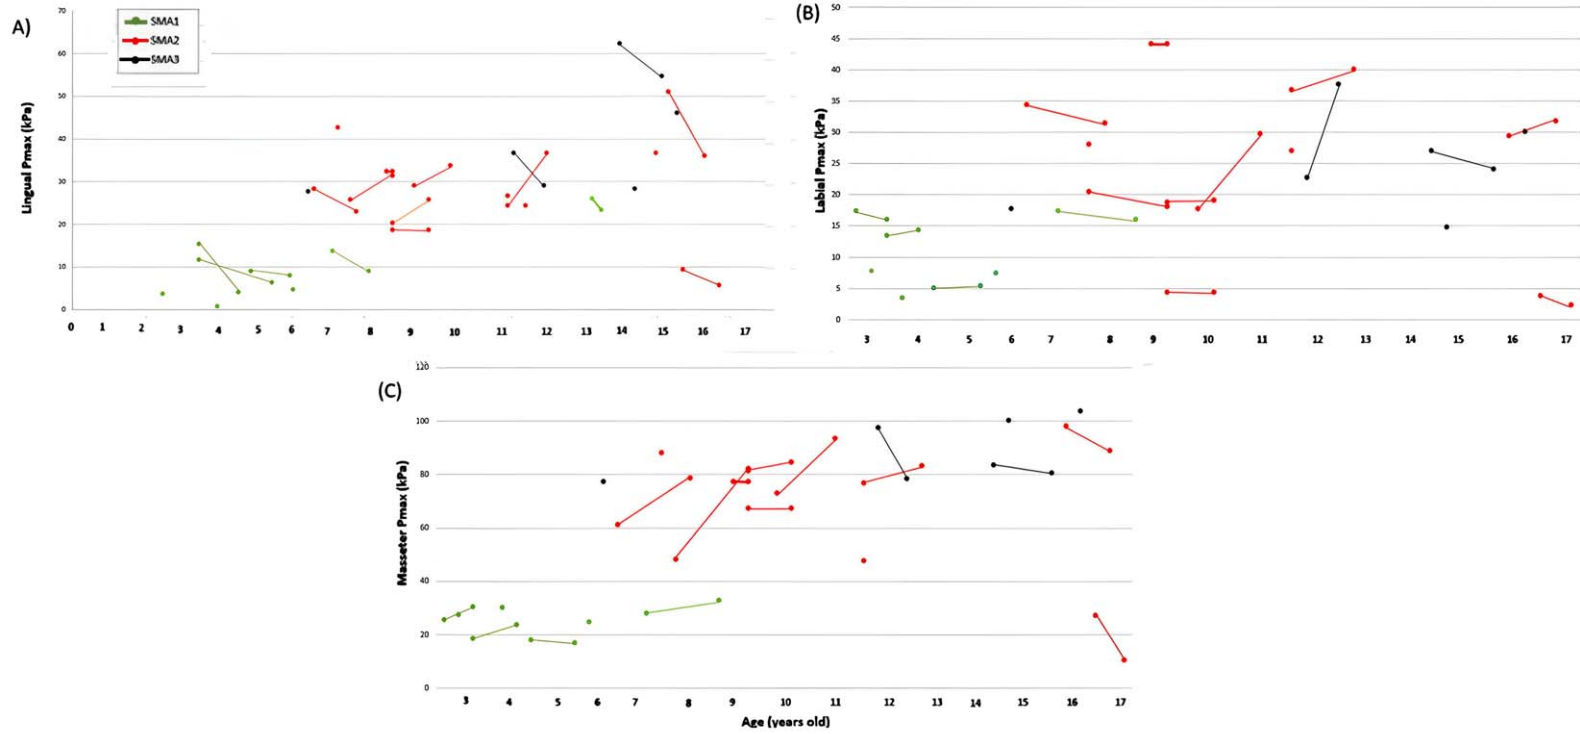 A)
Lingual Pmax (kPa)
70
60
50
40
30
20
10
0
SMA1
SMA2
SMA3
0 1 2 3 4 5 6 7 8 9 10 11 12 13 14 15 16 17
(B)
Labial Pmax (kPa)
50
45
40
35
30
25
20
15
10
5
0
3 4 5 6 7 8 9 10 11 12 13 14 15 16 17
(C)
Masseter Pmax (kPa)
120
100
80
60
40
20
0
3 4 5 6 7 8 9 10 11 12 13 14 15 16 17
Age (years old)